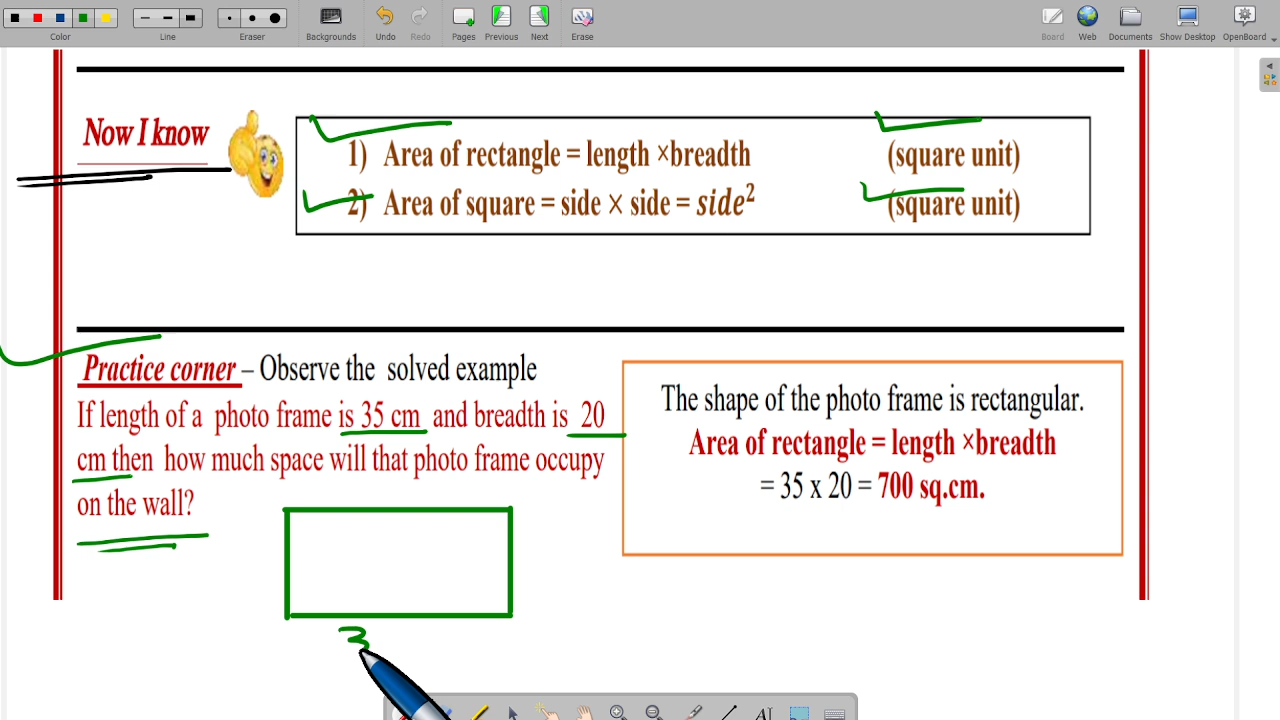 Color Line Eraser Backgrounds Undo Redo Pages Previous Next Erase Board Web Documents Show Desktop OpenBoard
Now I know
1) Area of rectangle = length ×breadth (square unit)
2) Area of square = side × side = side² (square unit)
Practice corner – Observe the solved example
If length of a photo frame is 35 cm and breadth is 20
cm then how much space will that photo frame occupy
on the wall?
The shape of the photo frame is rectangular.
Area of rectangle = length ×breadth
= 35 x 20 = 700 sq.cm.
3